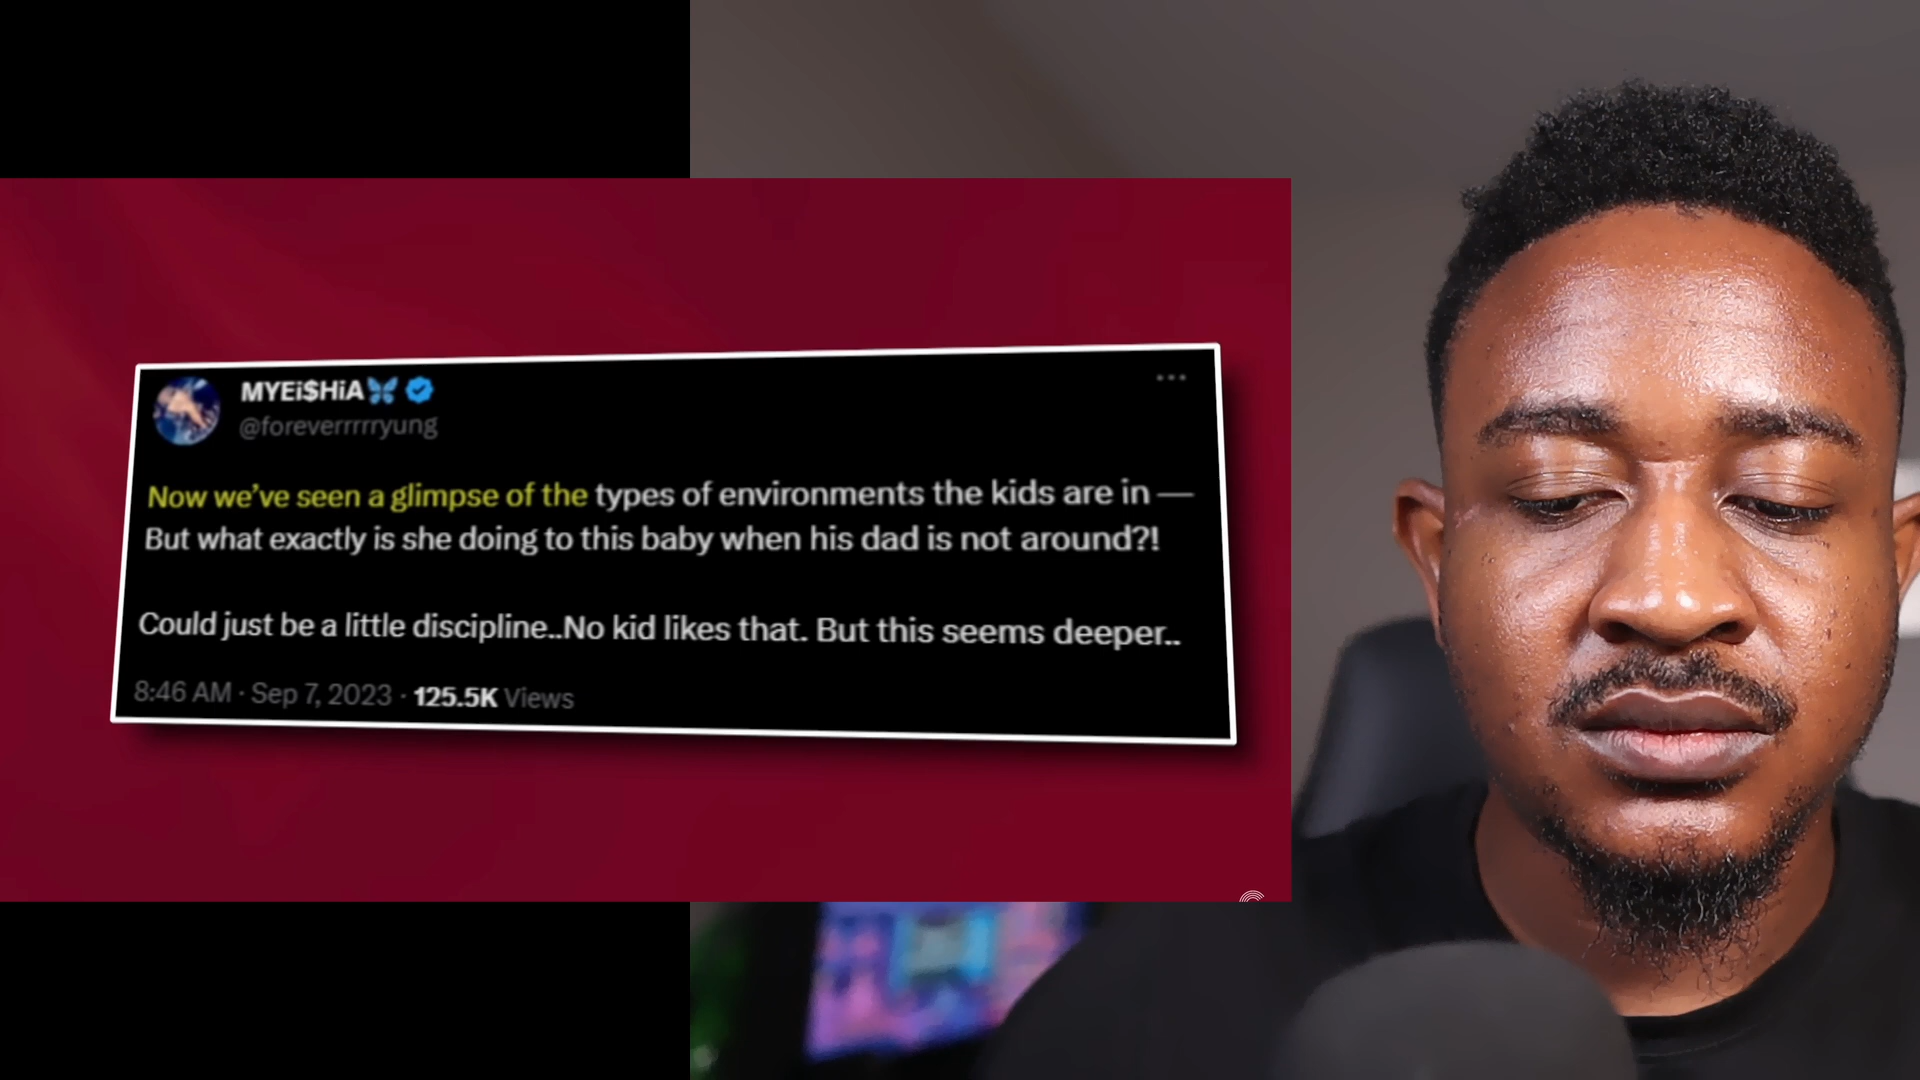 MYEi$HiA🦋
@foreverrrrryung
Now we've seen a glimpse of the types of environments the kids are in —
But what exactly is she doing to this baby when his dad is not around?!
Could just be a little discipline..No kid likes that. But this seems deeper..
8:46 AM · Sep 7, 2023 · 125.5K Views